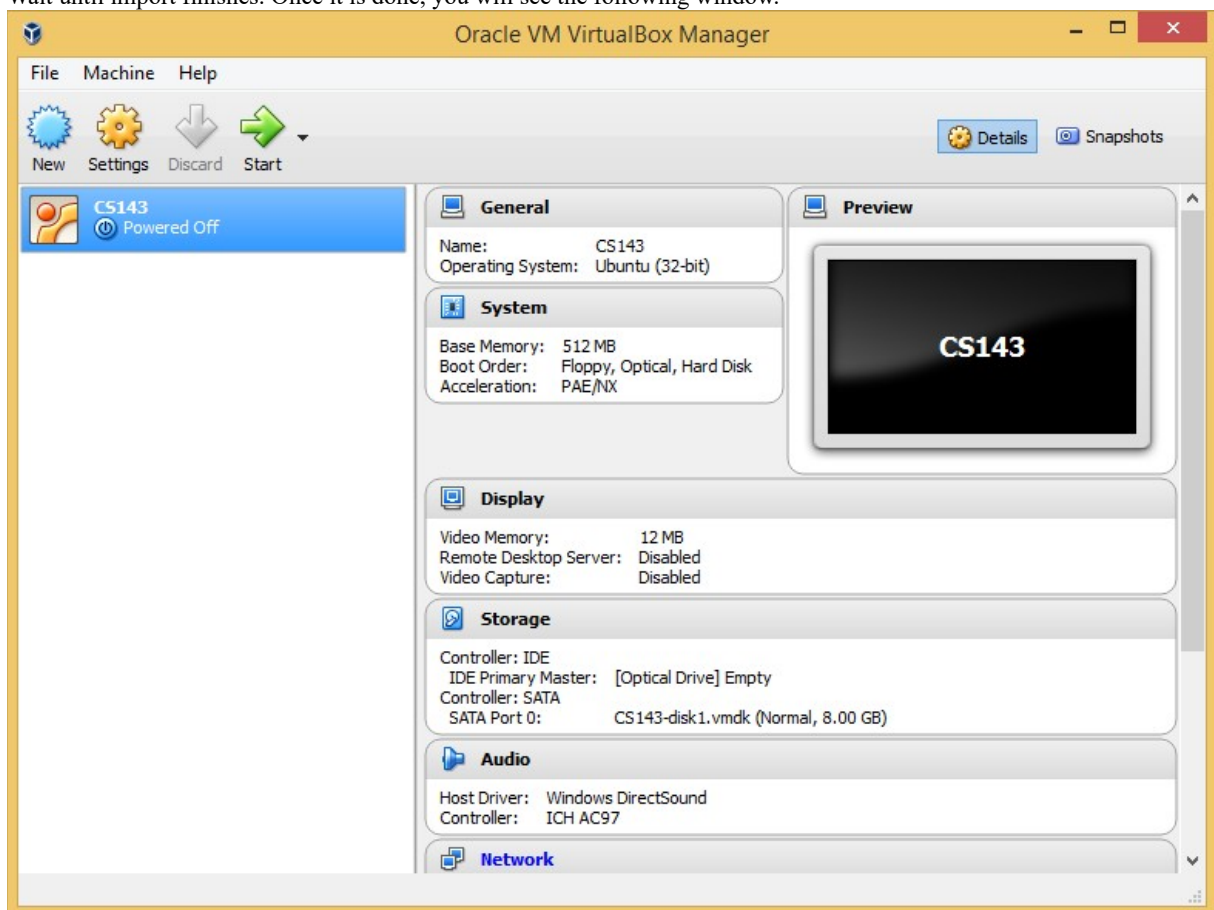 Wait until import finishes. Once it is done, you will see the following window.
Oracle VM VirtualBox Manager
File Machine Help
New Settings Discard Start
Details Snapshots
CS143
Powered Off
General
Name: CS143
Operating System: Ubuntu (32-bit)
System
Base Memory: 512 MB
Boot Order: Floppy, Optical, Hard Disk
Acceleration: PAE/NX
Preview
CS143
Display
Video Memory: 12 MB
Remote Desktop Server: Disabled
Video Capture: Disabled
Storage
Controller: IDE
IDE Primary Master: [Optical Drive] Empty
Controller: SATA
SATA Port 0: CS143-disk1.vmdk (Normal, 8.00 GB)
Audio
Host Driver: Windows DirectSound
Controller: ICH AC97
Network